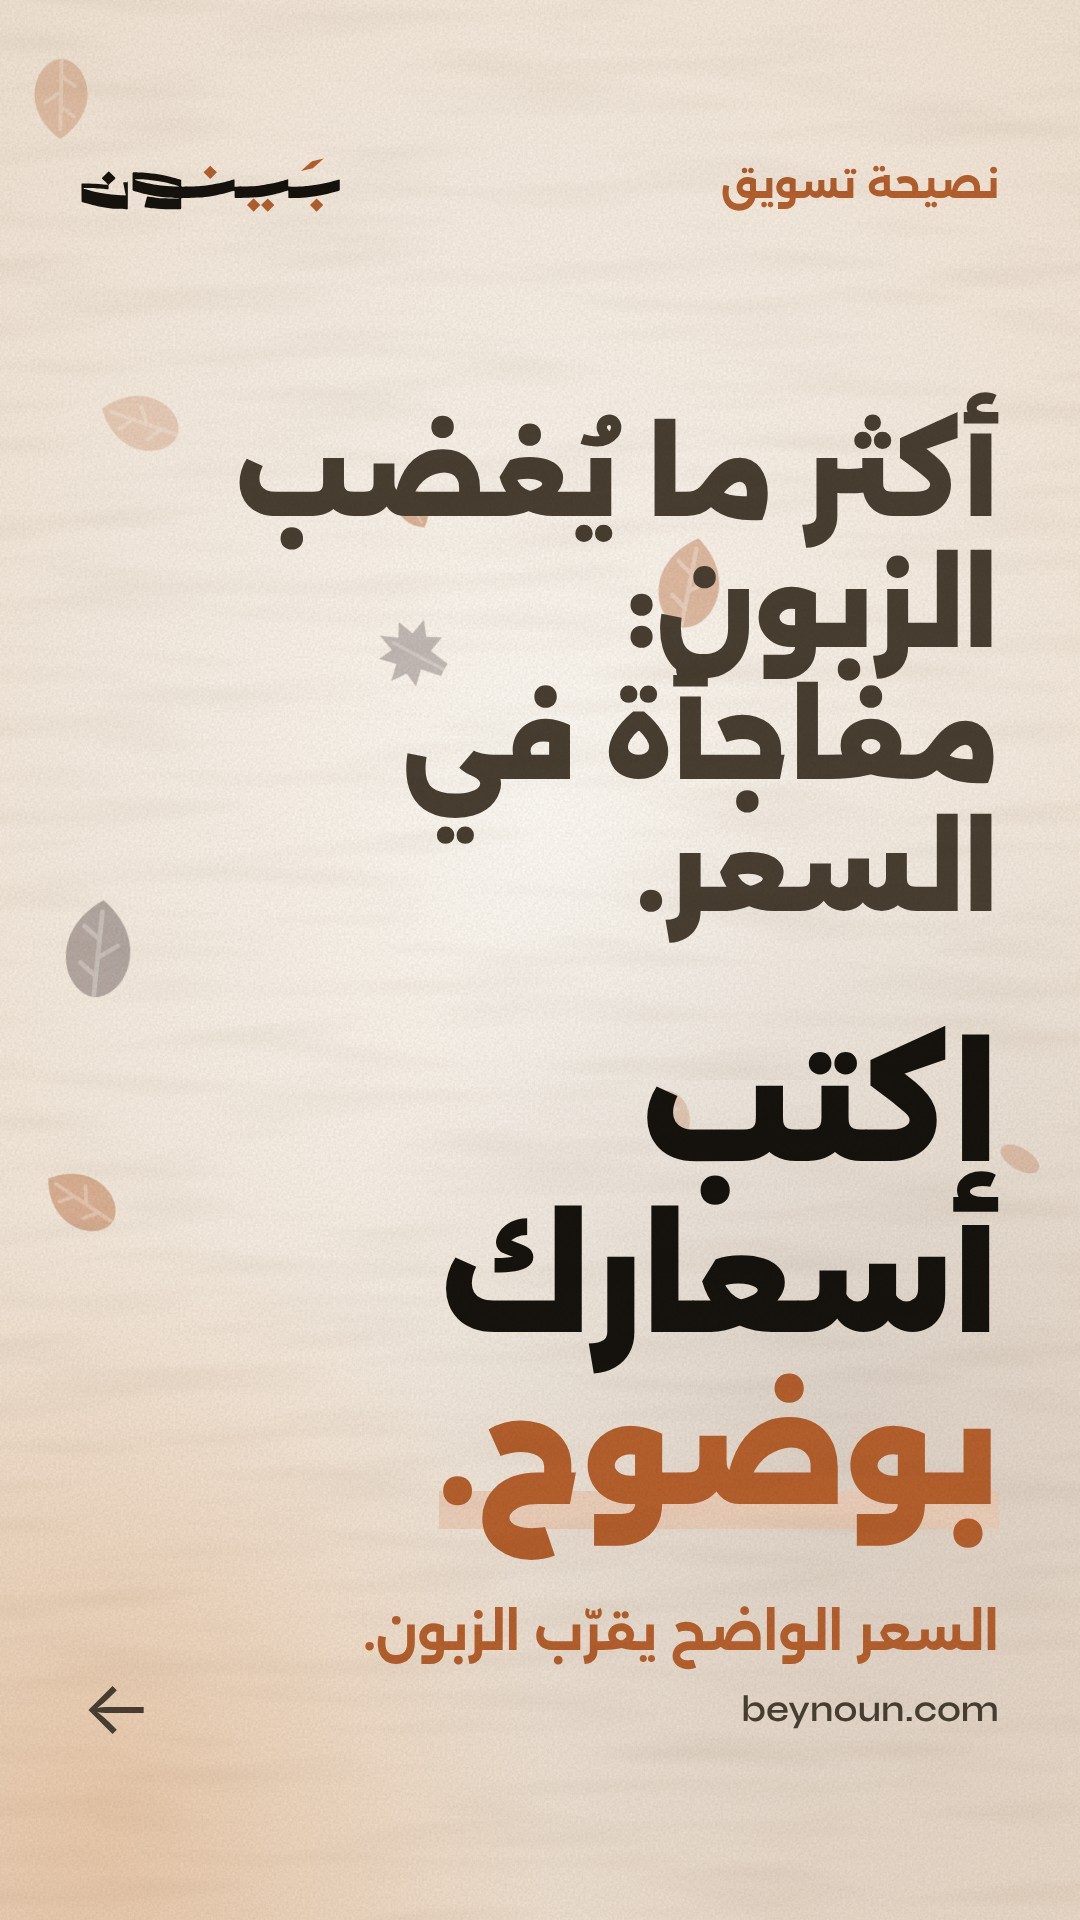 نصيحة تسويق
بَينون
أكثر ما يُغضب
الزبون:
مفاجأة في
السعر.
اكتب
أسعارك
بوضوح.
السعر الواضح يقرّب الزبون.
beynoun.com